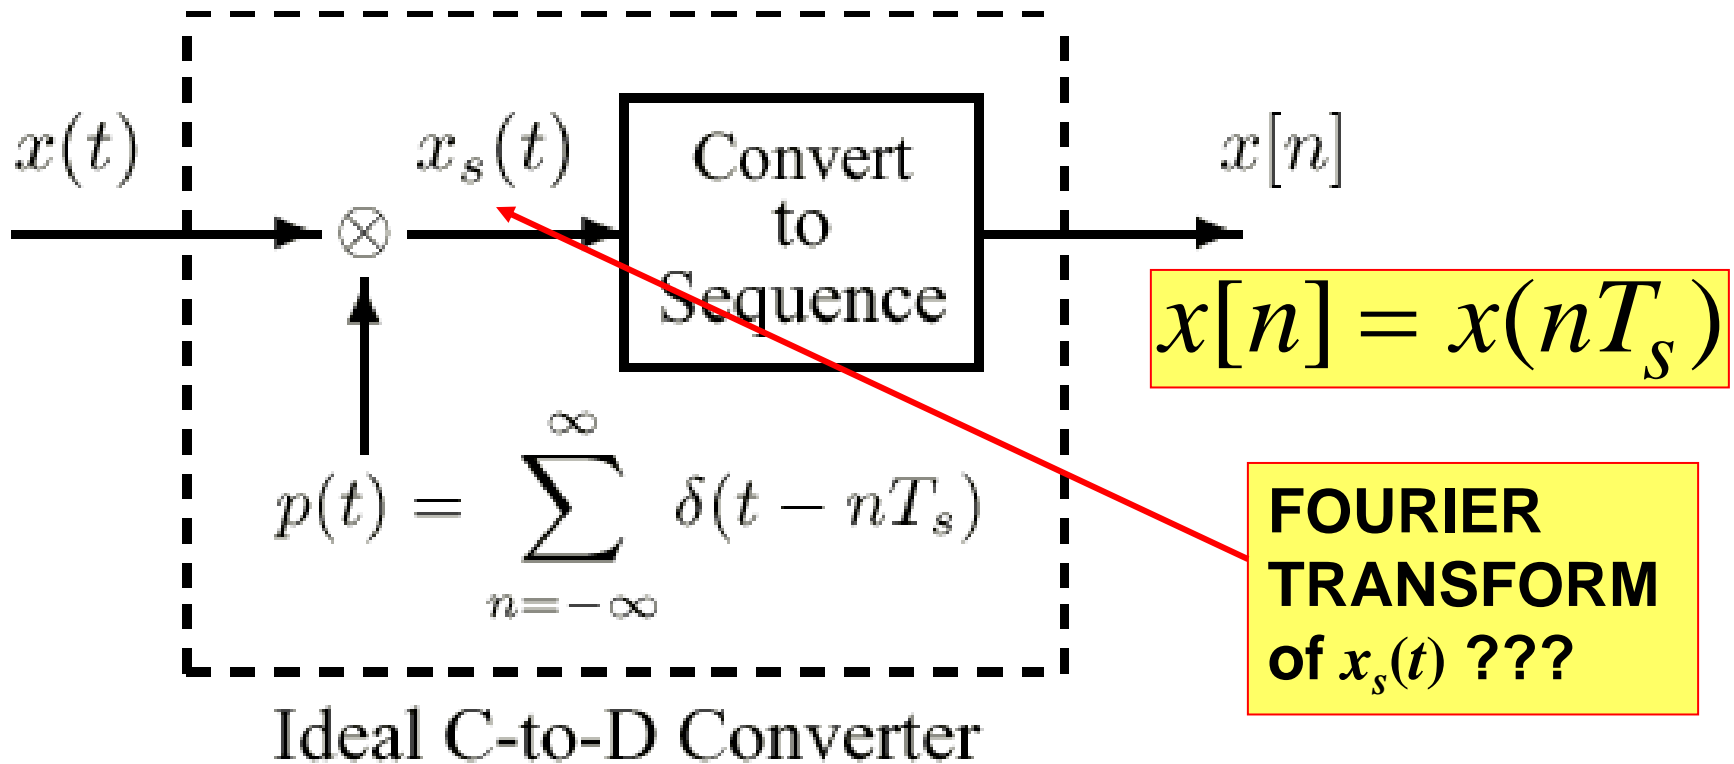 x(t)
x_s(t)
Convert
to
Sequence
x[n]
x[n] = x(nT_s)
p(t) = ∑_{n=-∞}^{∞} δ(t − nT_s)
FOURIER
TRANSFORM
of x_s(t) ???
Ideal C-to-D Converter